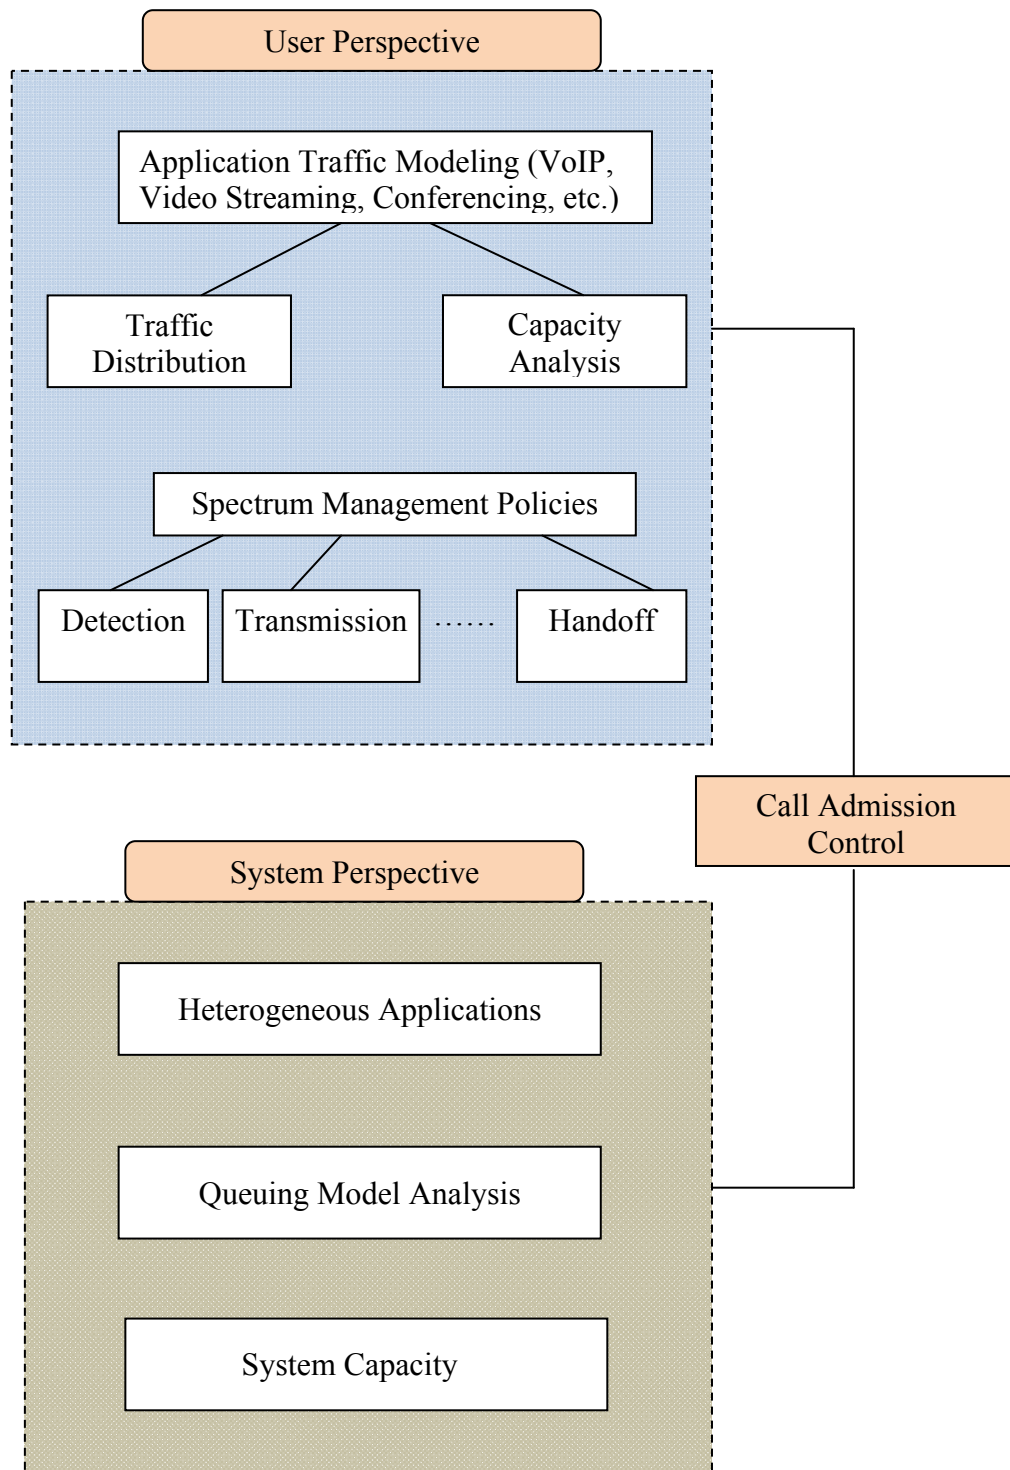 User Perspective
Application Traffic Modeling (VoIP,
Video Streaming, Conferencing, etc.)
Traffic
Distribution
Capacity
Analysis
Spectrum Management Policies
Detection
Transmission
......
Handoff
Call Admission
Control
System Perspective
Heterogeneous Applications
Queuing Model Analysis
System Capacity